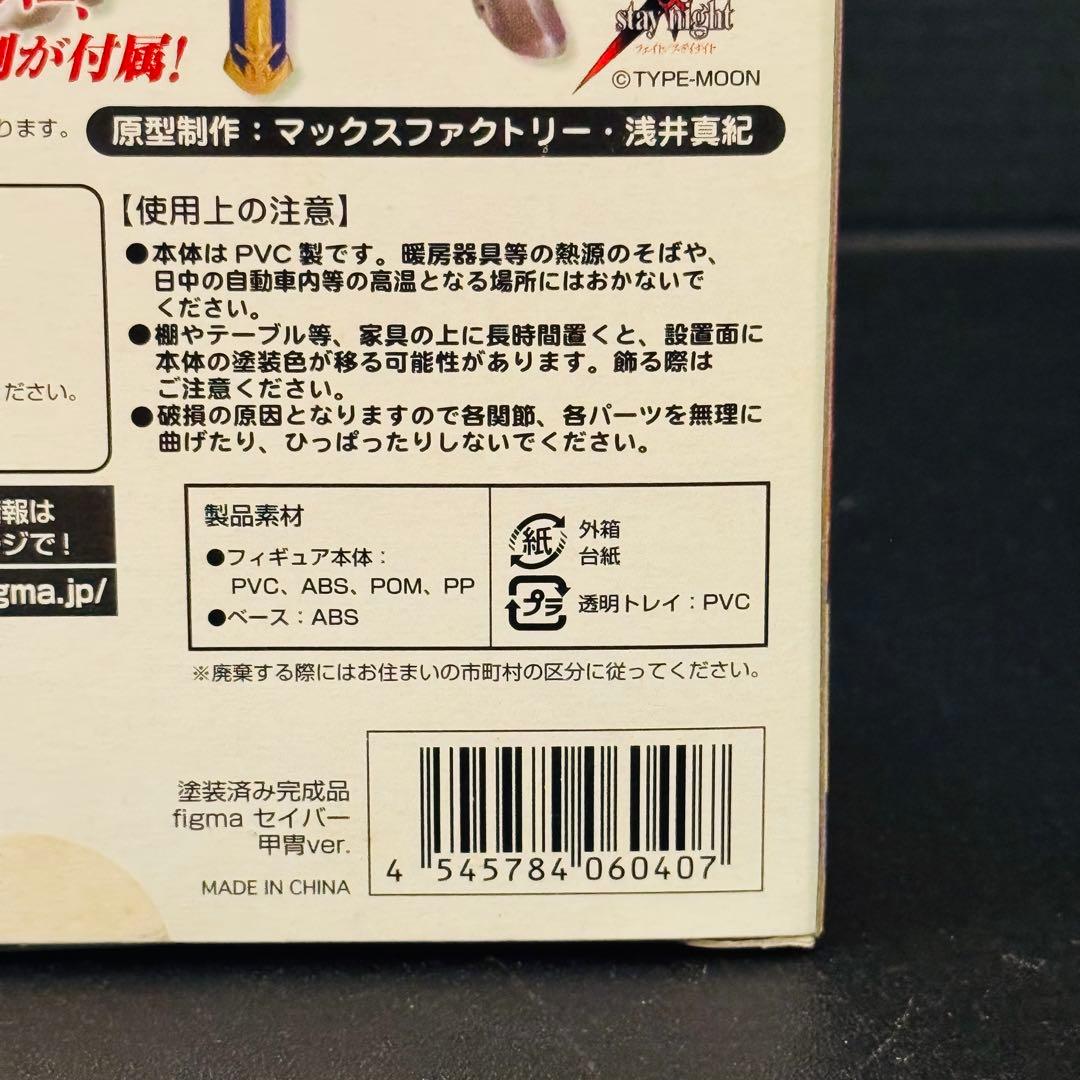 剣が付属!
stay night
フェイト/ステイナイト
©TYPE-MOON
ります。
原型制作：マックスファクトリー・浅井真紀
【使用上の注意】
●本体はPVC製です。暖房器具等の熱源のそばや、
日中の自動車内等の高温となる場所にはおかないで
ください。
●棚やテーブル等、家具の上に長時間置くと、設置面に
本体の塗装色が移る可能性があります。飾る際は
ご注意ください。
●破損の原因となりますので各関節、各パーツを無理に
曲げたり、ひっぱったりしないでください。
ださい。
報は
ジで!
gma.jp/
製品素材
●フィギュア本体：
PVC、ABS、POM、PP
●ベース：ABS
紙
外箱
台紙
プラ
透明トレイ：PVC
※廃棄する際にはお住まいの市町村の区分に従ってください。
塗装済み完成品
figma セイバー
甲冑ver.
MADE IN CHINA
4 545784 060407